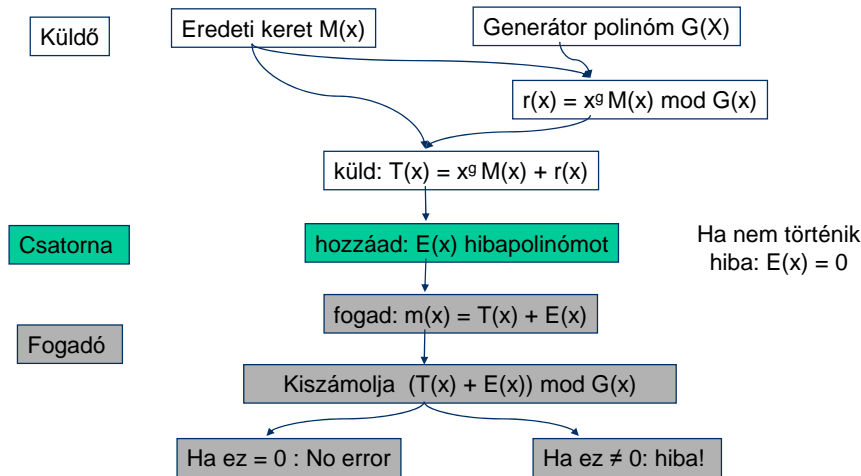 Küldő
Eredeti keret M(x)
Generátor polinóm G(X)
r(x) = xᵍ M(x) mod G(x)
küld: T(x) = xᵍ M(x) + r(x)
Csatorna
hozzáad: E(x) hibapolinómot
Ha nem történik
hiba: E(x) = 0
fogad: m(x) = T(x) + E(x)
Fogadó
Kiszámolja (T(x) + E(x)) mod G(x)
Ha ez = 0 : No error
Ha ez ≠ 0: hiba!